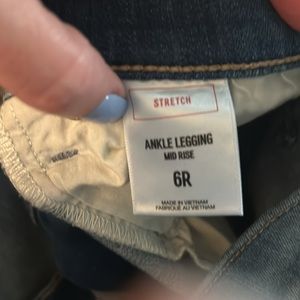 STRETCH
ANKLE LEGGING
MID RISE
6R
MADE IN VIETNAM
FABRIQUÉ AU VIETNAM